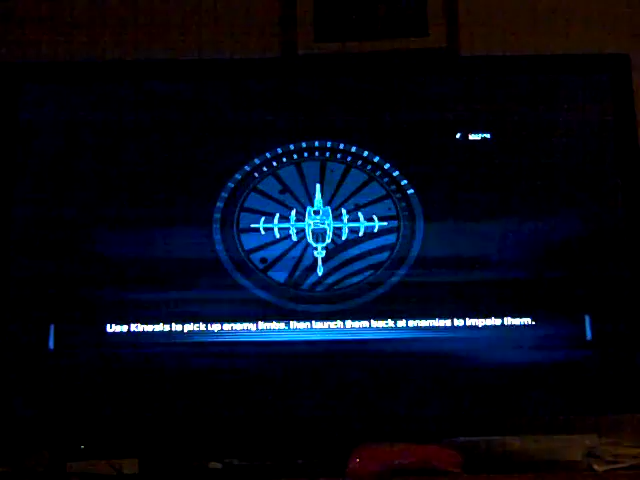 Use Kinesis to pick up enemy limbs. Then launch them back at enemies to impale them.